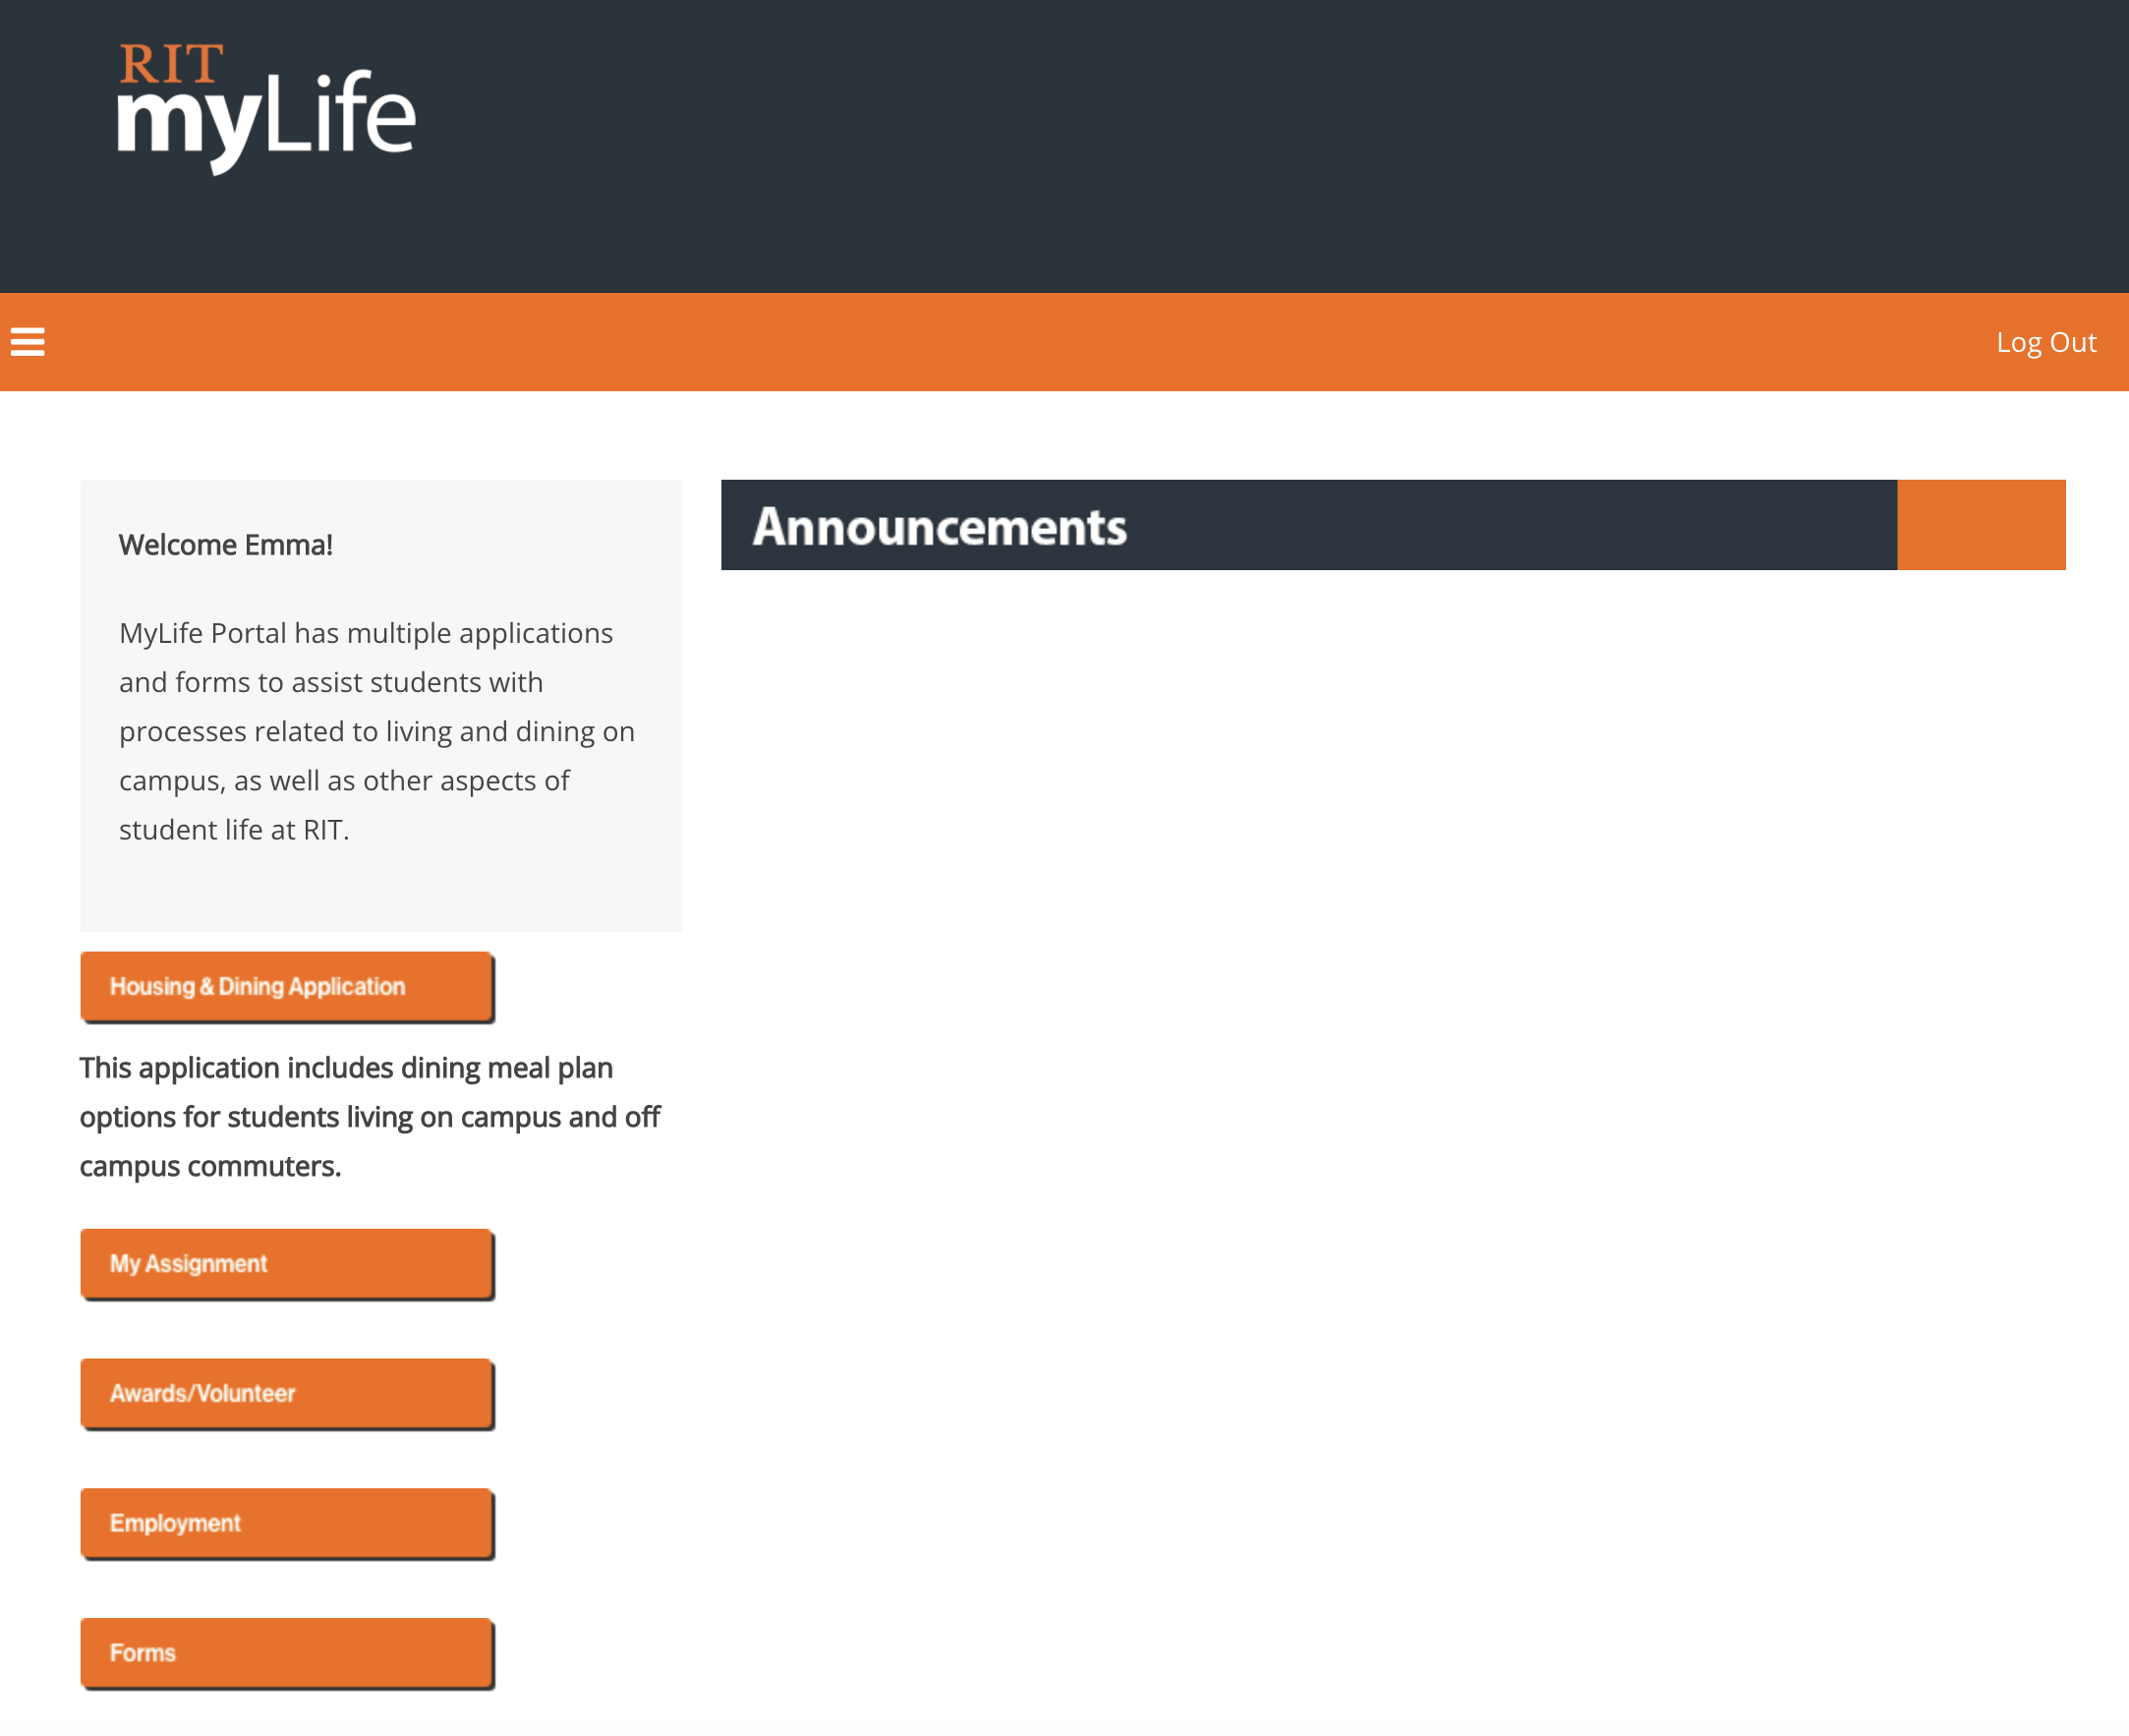 RIT
myLife
Log Out
Welcome Emma!
MyLife Portal has multiple applications
and forms to assist students with
processes related to living and dining on
campus, as well as other aspects of
student life at RIT.
Housing & Dining Application
This application includes dining meal plan
options for students living on campus and off
campus commuters.
My Assignment
Awards/Volunteer
Employment
Forms
Announcements